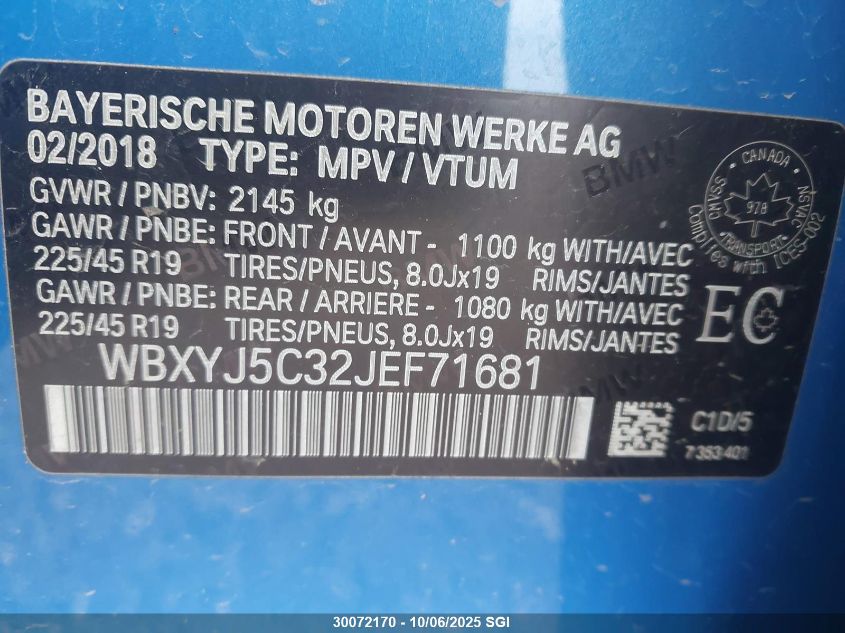 BAYERISCHE MOTOREN WERKE AG
02/2018 TYPE: MPV / VTUM
GVWR / PNBV: 2145 kg
GAWR / PNBE: FRONT / AVANT - 1100 kg WITH/AVEC
225/45 R19 TIRES/PNEUS, 8.0Jx19 RIMS/JANTES
GAWR / PNBE: REAR / ARRIERE - 1080 kg WITH/AVEC
225/45 R19 TIRES/PNEUS, 8.0Jx19 RIMS/JANTES
WBXYJ5C32JEF71681
CANADA
978
TRANSPORT
CMVSS NSVAC
Complies with ICES-002
EC
C1D/5
7 353 401
BMW
30072170 - 10/06/2025 SGI